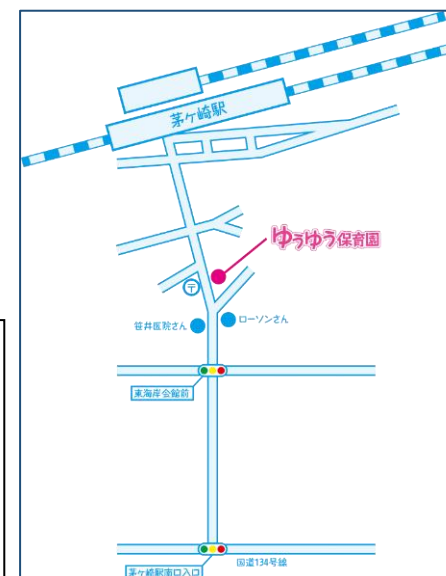 茅ケ崎駅
ゆうゆう保育園
〒
笹井医院さん
ローソンさん
東海岸会館前
国道134号線
茅ケ崎駅南口入口